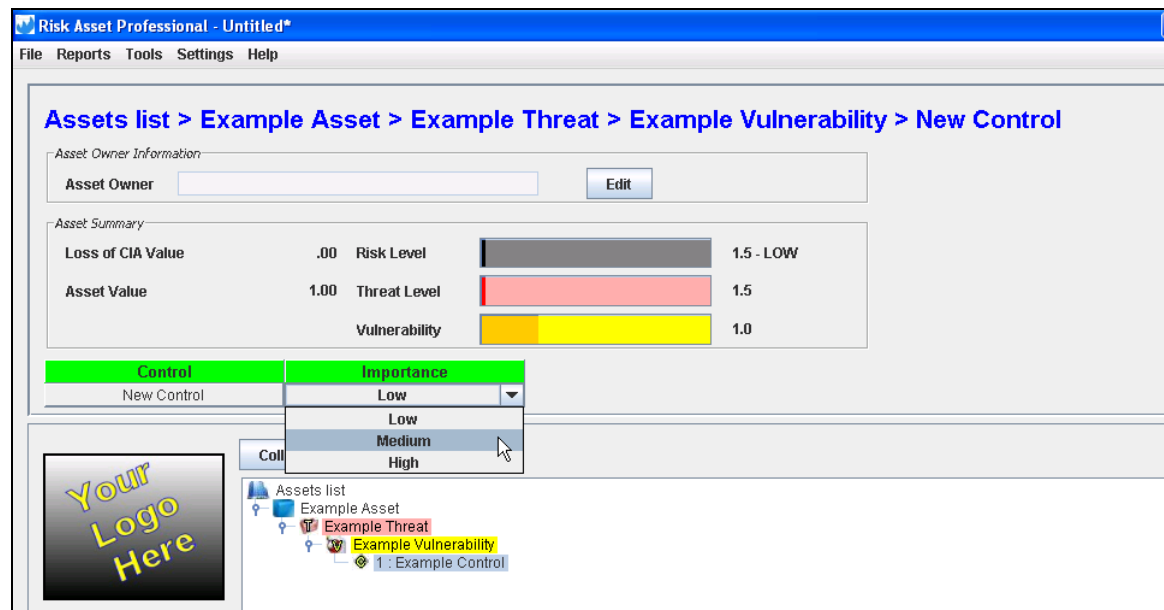 Risk Asset Professional - Untitled*
File Reports Tools Settings Help
Assets list > Example Asset > Example Threat > Example Vulnerability > New Control
Asset Owner Information
Asset Owner Edit
Asset Summary
Loss of CIA Value .00 Risk Level 1.5 - LOW
Asset Value 1.00 Threat Level 1.5
Vulnerability 1.0
Control Importance
New Control Low
Low
Medium
High
Coll
Your
Logo
Here
Assets list
Example Asset
T Example Threat
V Example Vulnerability
1 : Example Control